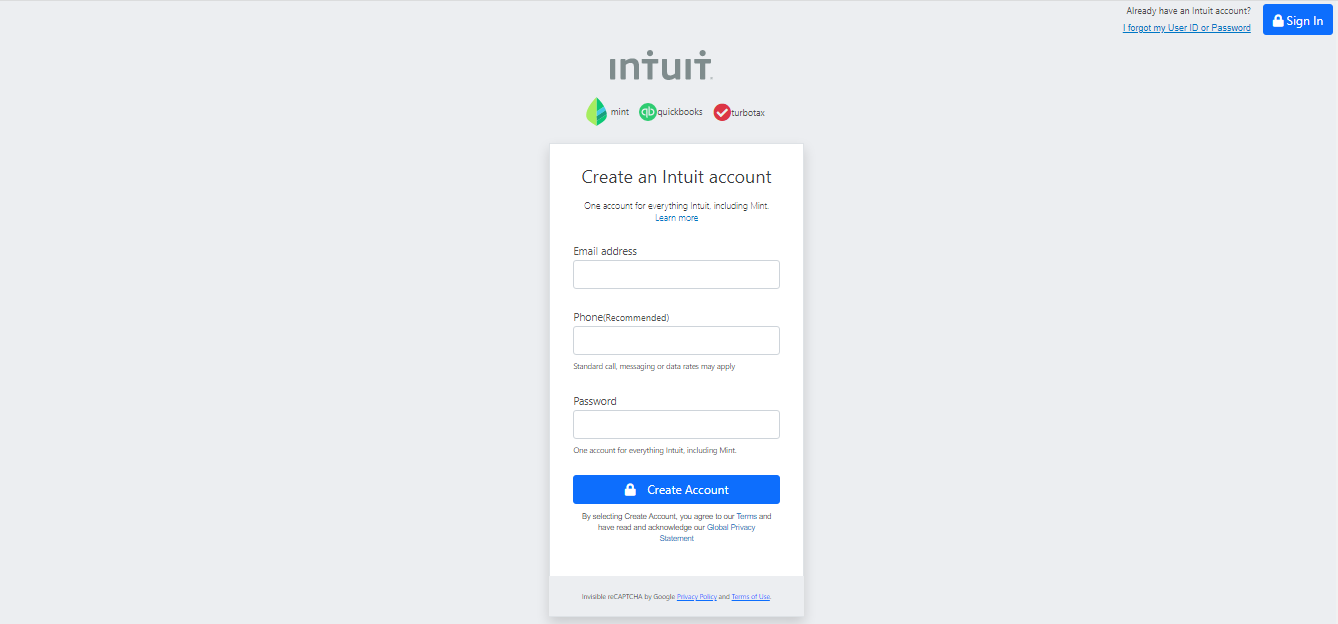 Already have an Intuit account?
I forgot my User ID or Password
Sign In
intuit
mint
qb quickbooks
turbotax
Create an Intuit account
One account for everything Intuit, including Mint.
Learn more
Email address
Phone(Recommended)
Standard call, messaging or data rates may apply
Password
One account for everything Intuit, including Mint.
Create Account
By selecting Create Account, you agree to our Terms and
have read and acknowledge our Global Privacy
Statement
Invisible reCAPTCHA by Google Privacy Policy and Terms of Use.